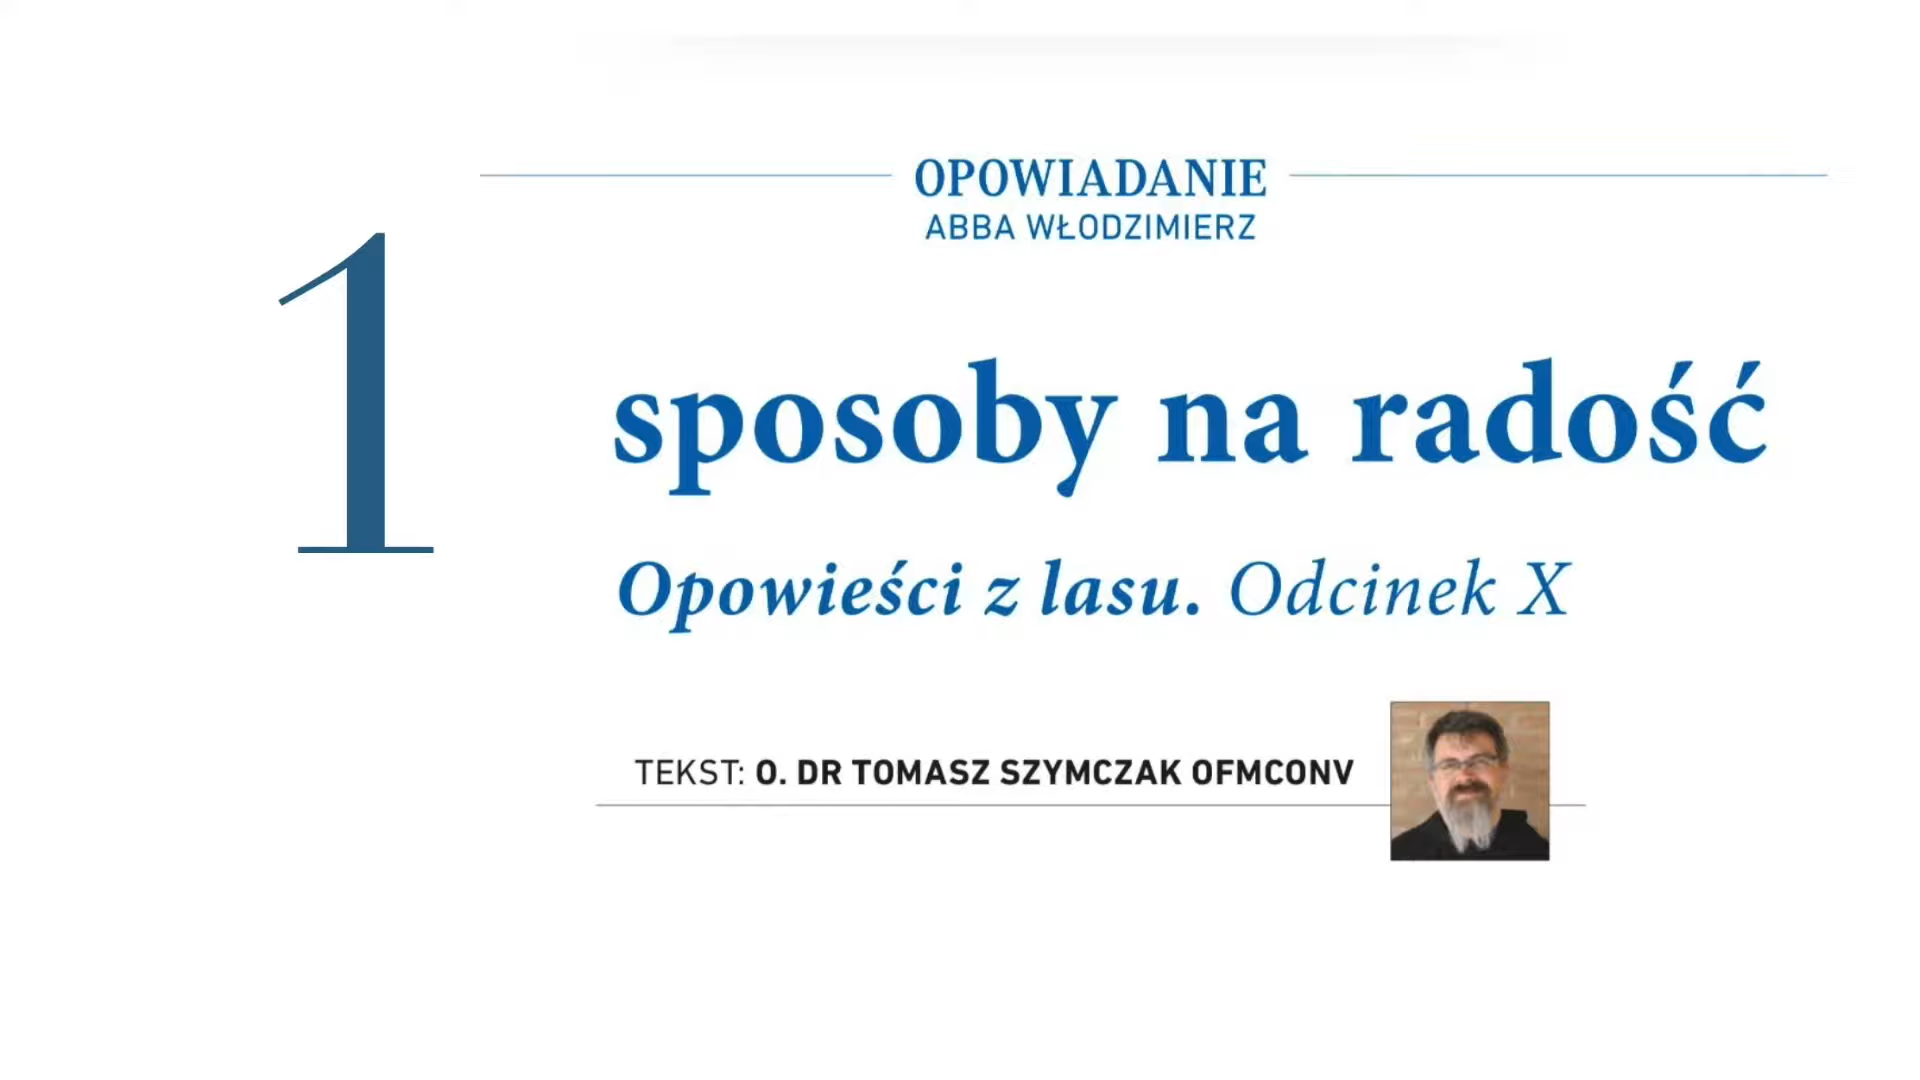 OPOWIADANIE
ABBA WŁODZIMIERZ
1
sposoby na radość
Opowieści z lasu. Odcinek X
TEKST: O. DR TOMASZ SZYMCZAK OFMCONV